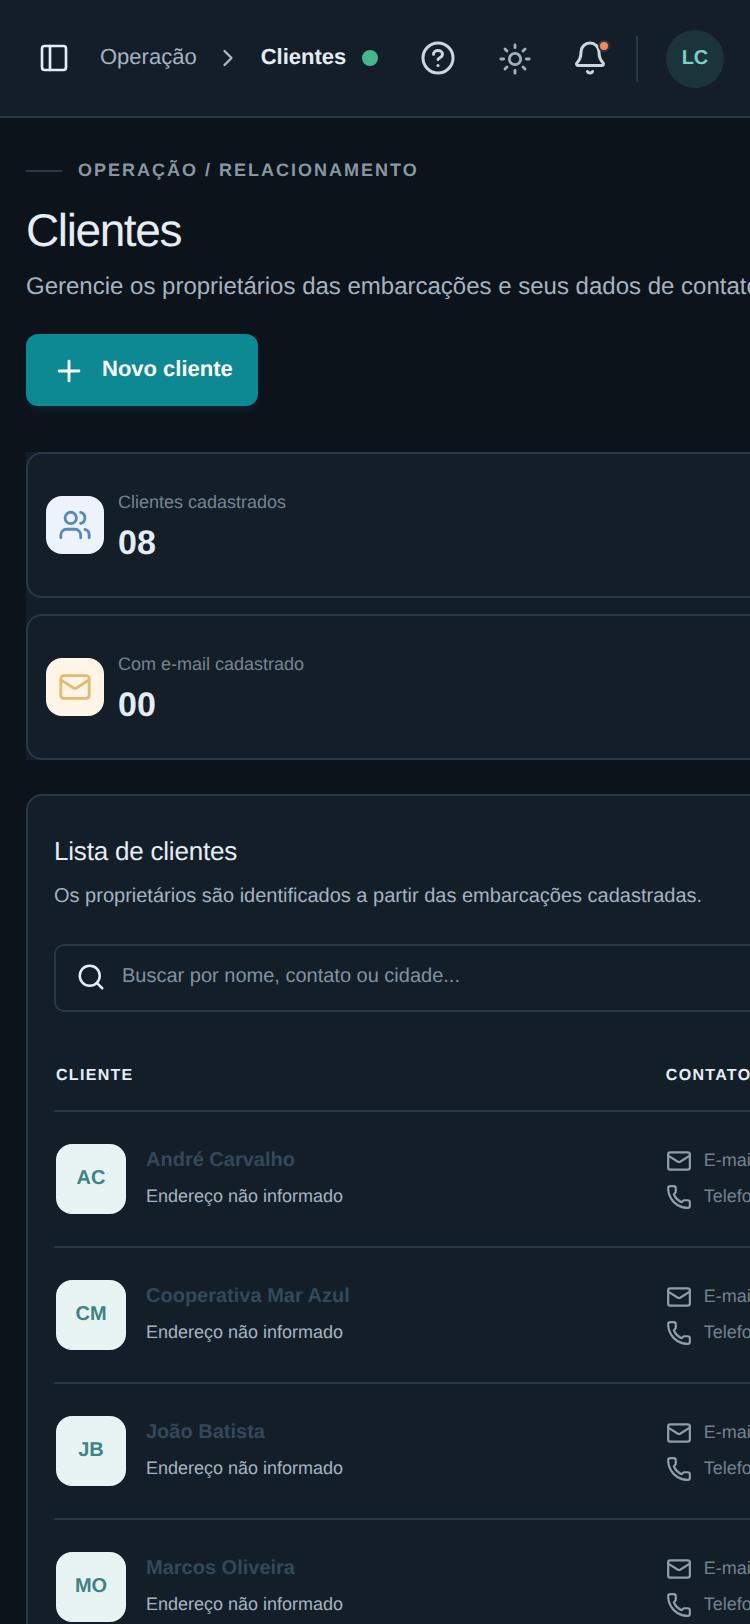 Operação > Clientes
LC
OPERAÇÃO / RELACIONAMENTO
Clientes
Gerencie os proprietários das embarcações e seus dados de
Novo cliente
Clientes cadastrados
08
Com e-mail cadastrado
00
Lista de clientes
Os proprietários são identificados a partir das embarcações cadastradas.
Buscar por nome, contato ou cidade...
CLIENTE CONTATO
AC André Carvalho
Endereço não informado
CM Cooperativa Mar Azul
Endereço não informado
JB João Batista
Endereço não informado
MO Marcos Oliveira
Endereço não informado